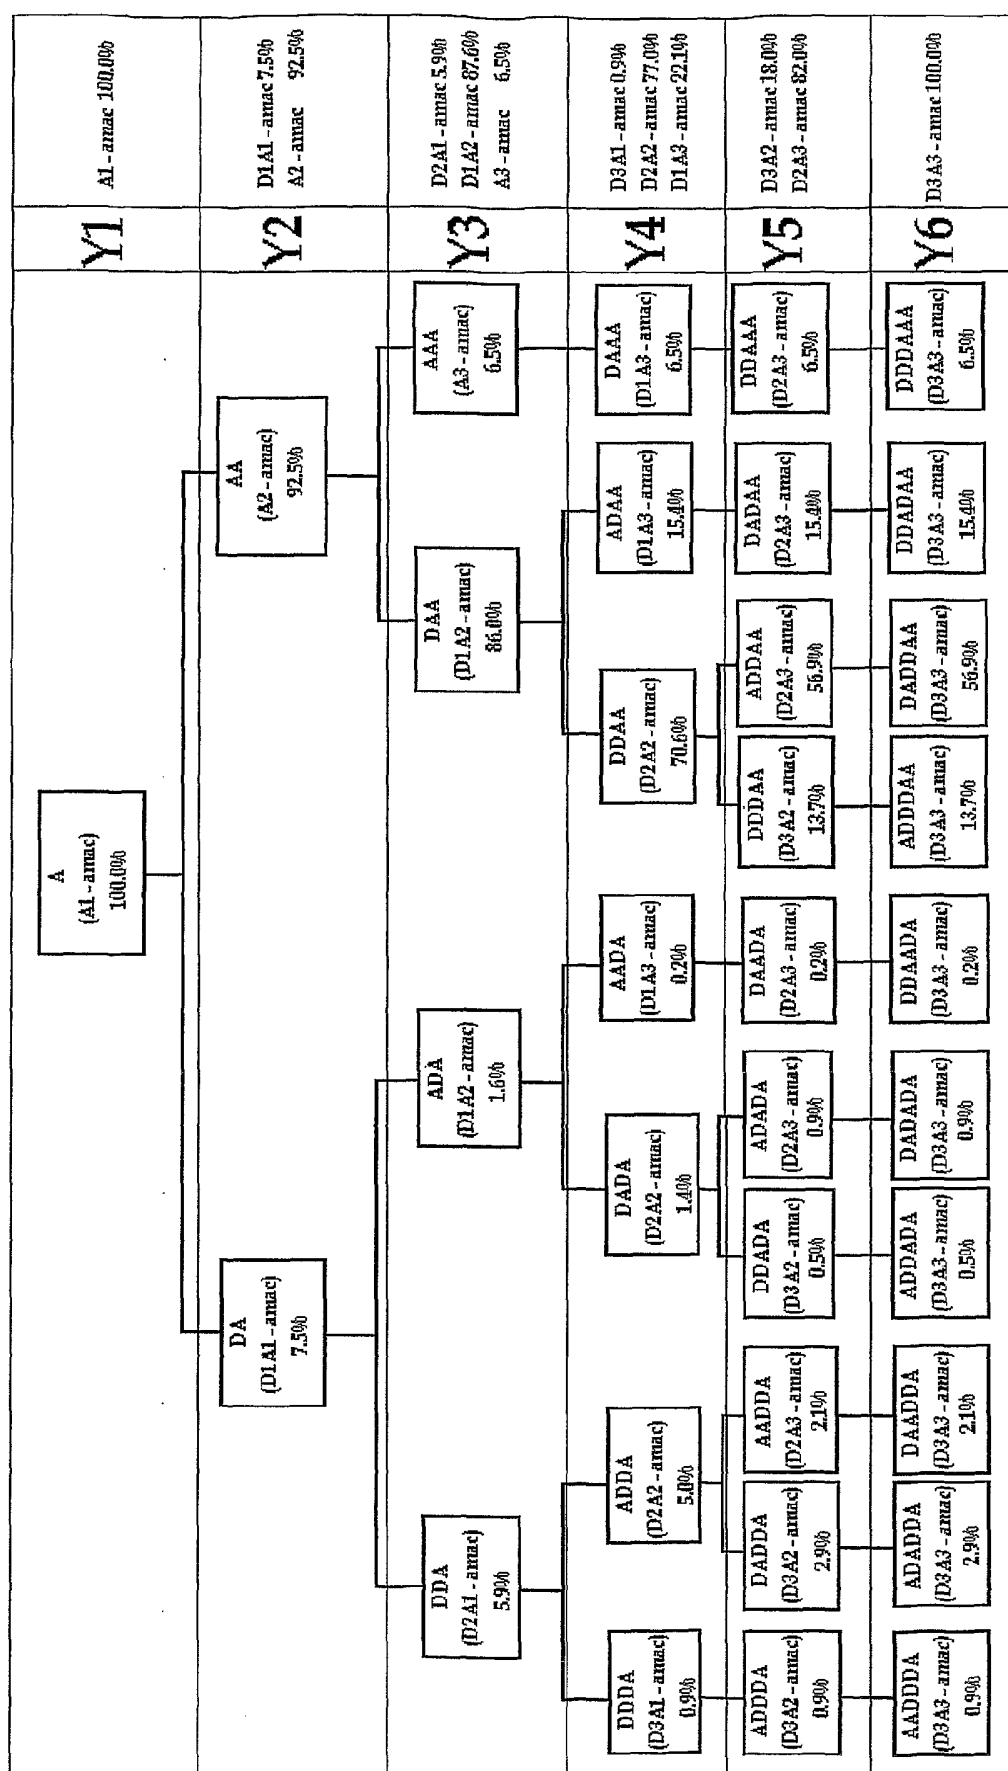 Y1
A1-amac 100.0%
A
(A1-amac)
100.0%
Y2
D1A1-amac 7.5%
A2-amac 92.5%
DA
(D1A1-amac)
7.5%
AA
(A2-amac)
92.5%
Y3
D2A1-amac 5.9%
D1A2-amac 87.6%
A3-amac 6.5%
DDA
(D2A1-amac)
5.9%
ADA
(D1A2-amac)
1.6%
DAA
(D1A2-amac)
86.0%
AAA
(A3-amac)
6.5%
Y4
D3A1-amac 0.9%
D2A2-amac 77.0%
D1A3-amac 22.1%
DDDA
(D3A1-amac)
0.9%
ADDA
(D2A2-amac)
5.0%
DADA
(D2A2-amac)
1.4%
AADA
(D1A3-amac)
0.2%
DDAA
(D2A2-amac)
70.6%
ADAA
(D1A3-amac)
15.4%
DAAA
(D1A3-amac)
6.5%
Y5
D3A2-amac 18.0%
D2A3-amac 82.0%
ADDDA
(D3A2-amac)
0.9%
DADDA
(D3A2-amac)
2.9%
AADDA
(D2A3-amac)
2.1%
DDADA
(D3A2-amac)
0.5%
ADADA
(D2A3-amac)
0.9%
DAADA
(D2A3-amac)
0.2%
DDDAA
(D3A2-amac)
13.7%
ADDAA
(D2A3-amac)
56.9%
DADAA
(D2A3-amac)
15.4%
DDAAA
(D2A3-amac)
6.5%
Y6
D3A3-amac 100.0%
AADDDA
(D3A3-amac)
0.9%
ADADDA
(D3A3-amac)
2.9%
DAADDA
(D3A3-amac)
2.1%
ADDADA
(D3A3-amac)
0.5%
DADADA
(D3A3-amac)
0.9%
DDAADA
(D3A3-amac)
0.2%
ADDDAA
(D3A3-amac)
13.7%
DADDAA
(D3A3-amac)
56.9%
DDADAA
(D3A3-amac)
15.4%
DDDAAA
(D3A3-amac)
6.5%